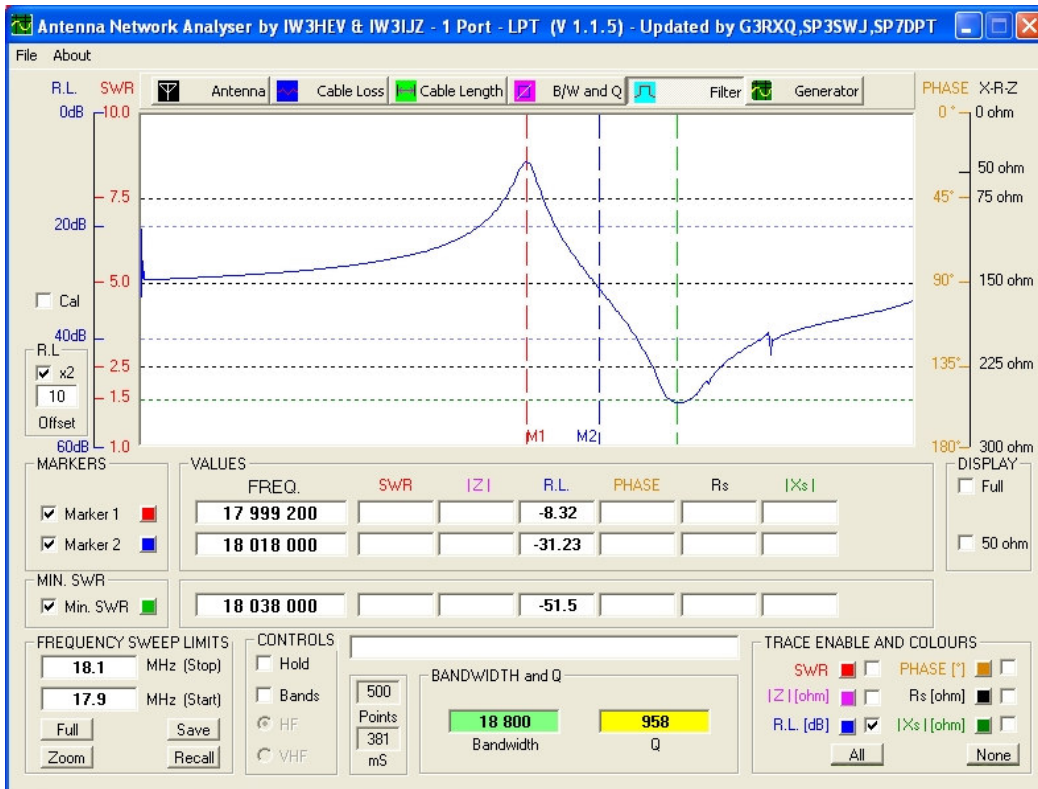 Antenna Network Analyser by IW3HEV & IW3IJZ - 1 Port - LPT (V 1.1.5) - Updated by G3RXQ,SP3SWJ,SP7DPT
File About
R.L. SWR Antenna Cable Loss Cable Length B/W and Q Filter Generator PHASE X-R-Z
0dB 10.0 0° 0 ohm
50 ohm
7.5 45° 75 ohm
20dB
5.0 90° 150 ohm
Cal
40dB
R.L
x2 2.5 135° 225 ohm
10 1.5
Offset
M1 M2
60dB 1.0 180° 300 ohm
MARKERS VALUES DISPLAY
FREQ. SWR |Z| R.L. PHASE Rs |Xs| Full
Marker 1 17 999 200 -8.32
Marker 2 18 018 000 -31.23 50 ohm
MIN. SWR
Min. SWR 18 038 000 -51.5
FREQUENCY SWEEP LIMITS CONTROLS TRACE ENABLE AND COLOURS
18.1 MHz (Stop) Hold BANDWIDTH and Q SWR PHASE [°]
17.9 MHz (Start) Bands 500 |Z| [ohm] Rs [ohm]
Full Save HF Points 18 800 958 R.L. [dB] |Xs| [ohm]
381 Bandwidth Q
Zoom Recall VHF mS All None